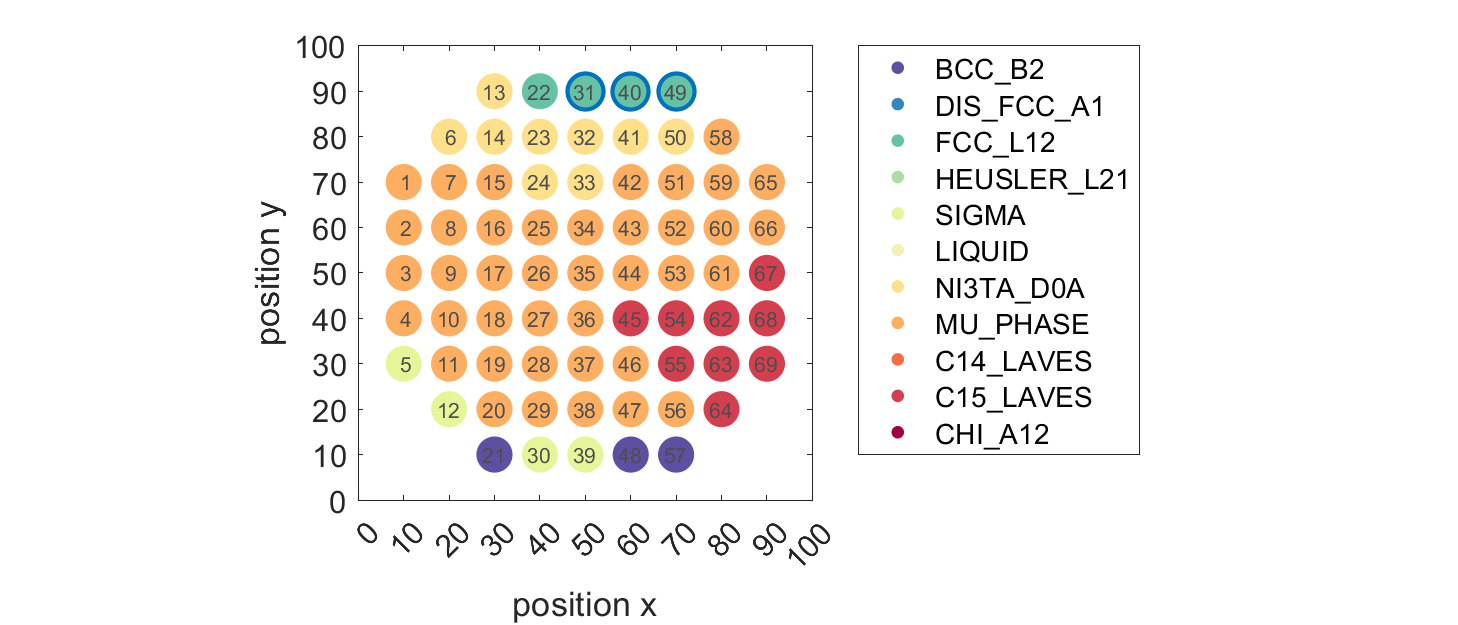 100
90
80
70
60
50
40
30
20
10
0
position y
13 22 31 40 49
6 14 23 32 41 50 58
1 7 15 24 33 42 51 59 65
2 8 16 25 34 43 52 60 66
3 9 17 26 35 44 53 61 67
4 10 18 27 36 45 54 62 68
5 11 19 28 37 46 55 63 69
12 20 29 38 47 56 64
21 30 39 48 57
0 10 20 30 40 50 60 70 80 90 100
position x
BCC_B2
DIS_FCC_A1
FCC_L12
HEUSLER_L21
SIGMA
LIQUID
NI3TA_D0A
MU_PHASE
C14_LAVES
C15_LAVES
CHI_A12